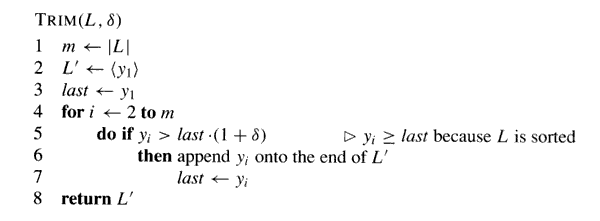 TRIM(L, δ)
1 m ← |L|
2 L′ ← ⟨y₁⟩
3 last ← y₁
4 for i ← 2 to m
5 do if yᵢ > last · (1 + δ) ▷ yᵢ ≥ last because L is sorted
6 then append yᵢ onto the end of L′
7 last ← yᵢ
8 return L′